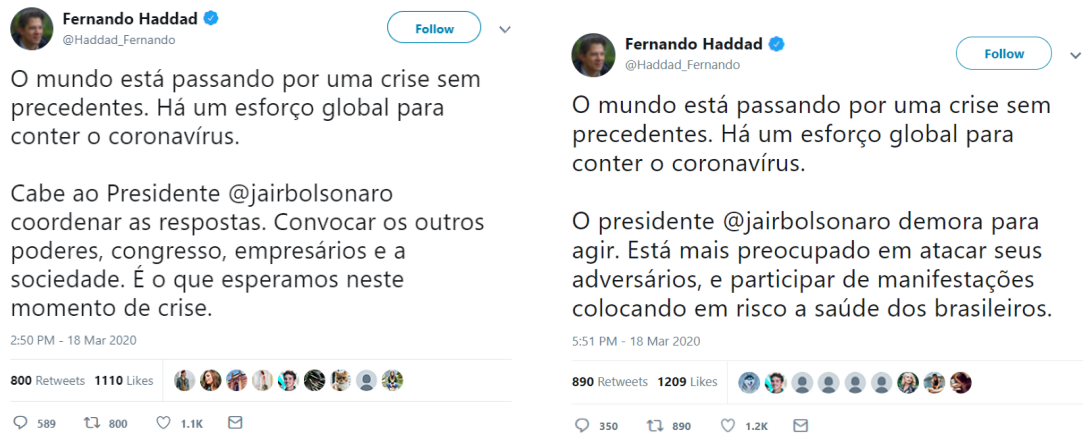 Fernando Haddad
@Haddad_Fernando
Follow
O mundo está passando por uma crise sem
precedentes. Há um esforço global para
conter o coronavírus.
Cabe ao Presidente @jairbolsonaro
coordenar as respostas. Convocar os outros
poderes, congresso, empresários e a
sociedade. É o que esperamos neste
momento de crise.
2:50 PM - 18 Mar 2020
800 Retweets 1110 Likes
589 800 1.1K
Fernando Haddad
@Haddad_Fernando
Follow
O mundo está passando por uma crise sem
precedentes. Há um esforço global para
conter o coronavírus.
O presidente @jairbolsonaro demora para
agir. Está mais preocupado em atacar seus
adversários, e participar de manifestações
colocando em risco a saúde dos brasileiros.
5:51 PM - 18 Mar 2020
890 Retweets 1209 Likes
350 890 1.2K